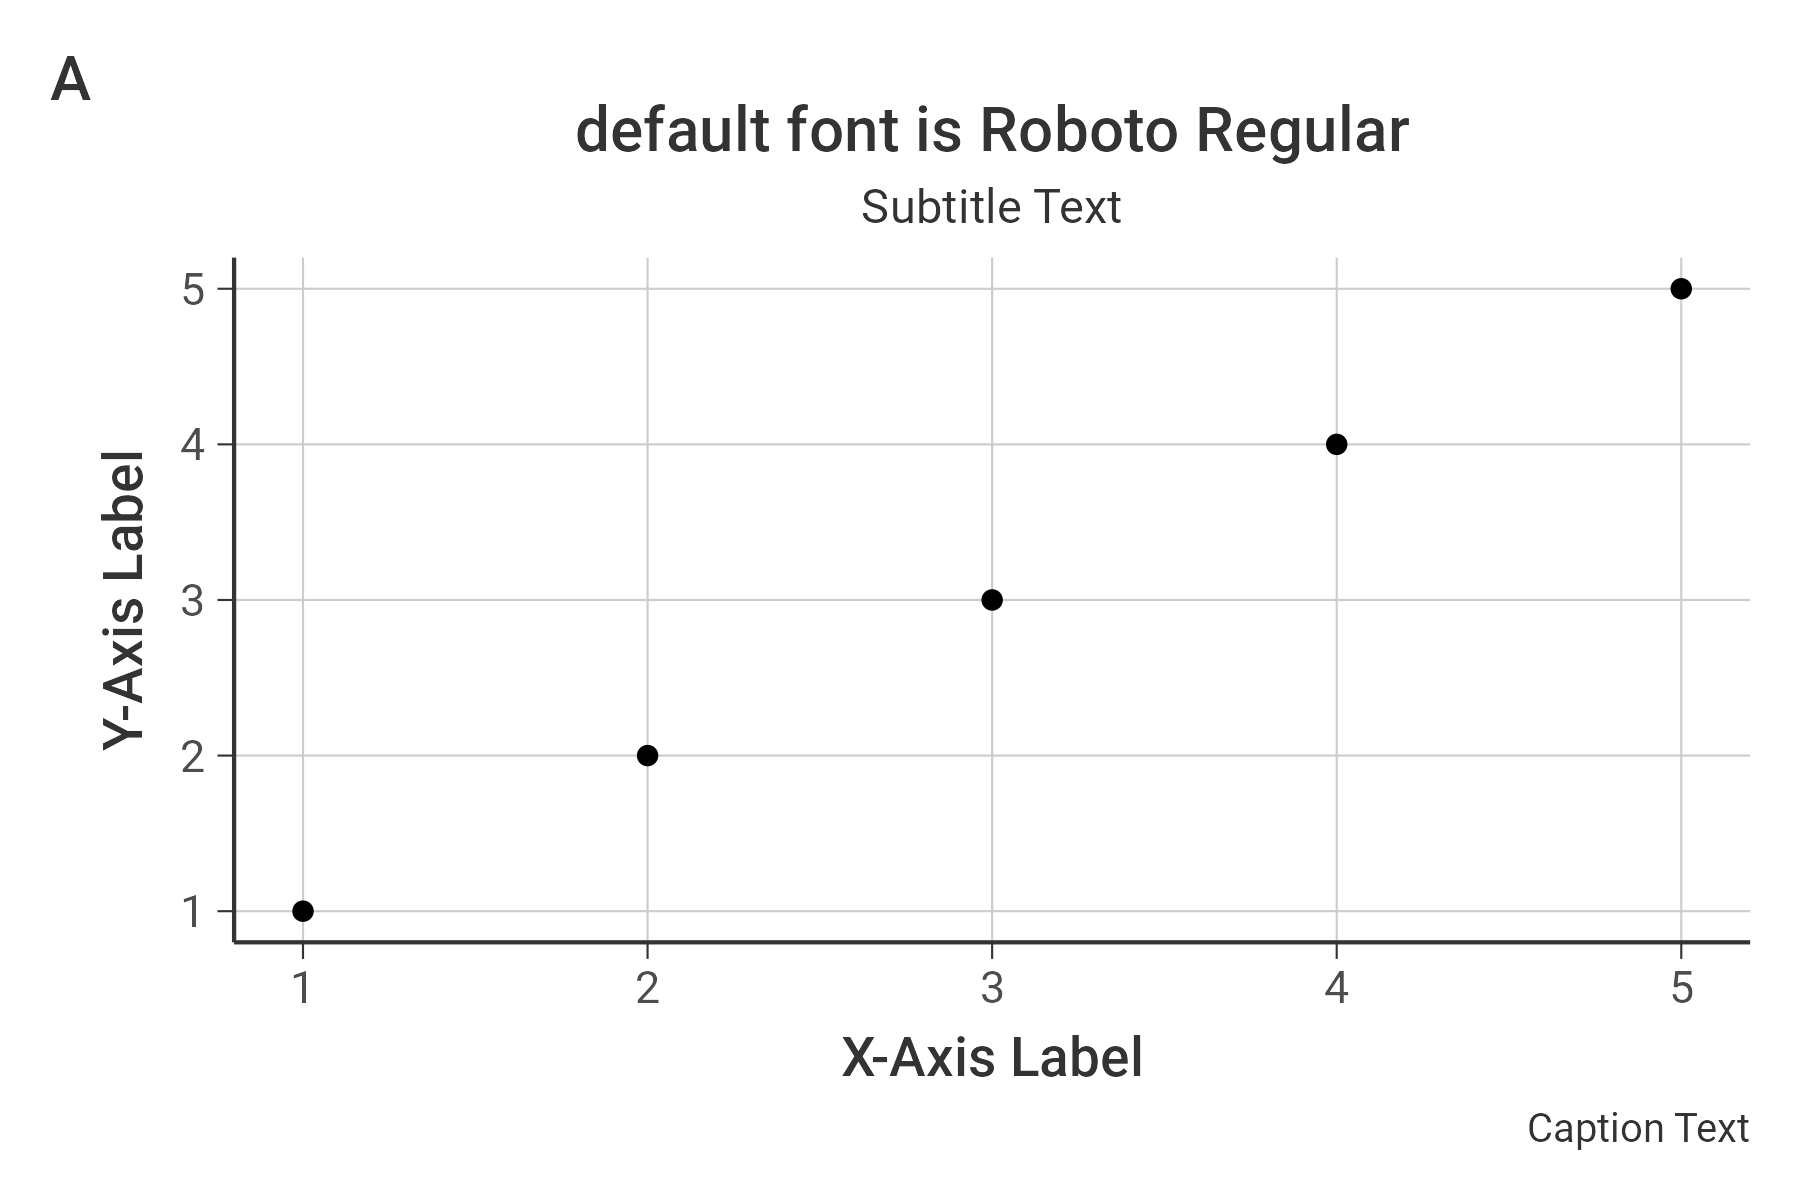 A
default font is Roboto Regular
Subtitle Text
Y-Axis Label
5
4
3
2
1
1 2 3 4 5
X-Axis Label
Caption Text